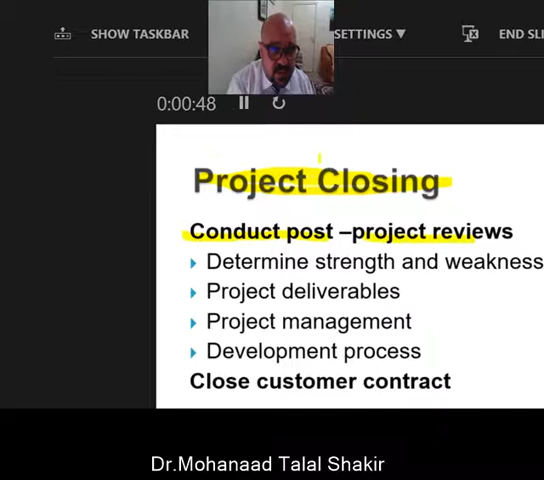 SHOW TASKBAR
SETTINGS ▼
END SLI
0:00:48
Project Closing
Conduct post –project reviews
Determine strength and weakness
Project deliverables
Project management
Development process
Close customer contract
Dr.Mohanaad Talal Shakir